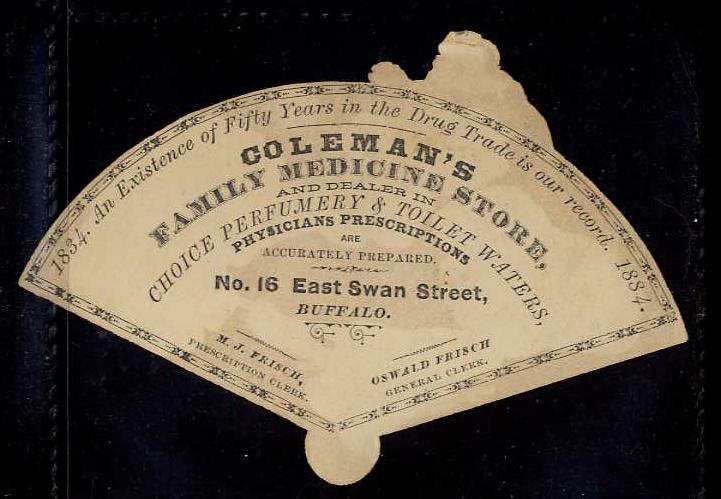 1834. An Existence of Fifty Years in the Drug Trade is our record. 1884.
COLEMAN'S
FAMILY MEDICINE STORE,
AND DEALER IN
CHOICE PERFUMERY & TOILET WATERS,
PHYSICIANS PRESCRIPTIONS
ARE
ACCURATELY PREPARED.
No. 16 East Swan Street,
BUFFALO.
M. J. FRISCH,
PRESCRIPTION CLERK.
OSWALD FRISCH
GENERAL CLERK.